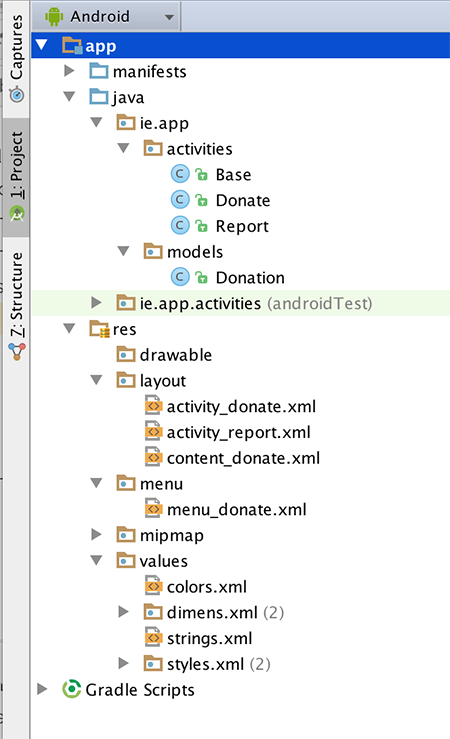 Android
Captures
1: Project
7: Structure
app
manifests
java
ie.app
activities
Base
Donate
Report
models
Donation
ie.app.activities (androidTest)
res
drawable
layout
activity_donate.xml
activity_report.xml
content_donate.xml
menu
menu_donate.xml
mipmap
values
colors.xml
dimens.xml (2)
strings.xml
styles.xml (2)
Gradle Scripts